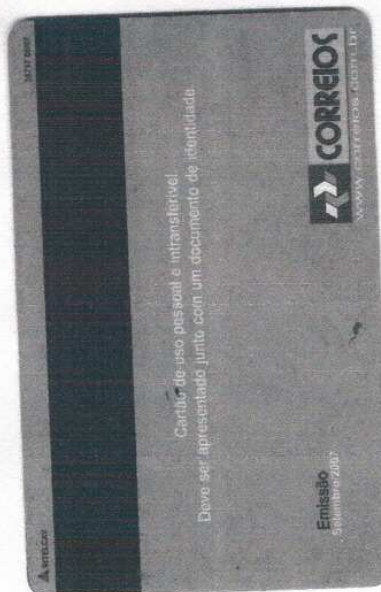 INTELCAV
Cartão de uso pessoal e intransferível
Deve ser apresentado junto com um documento de identidade.
Emissão
Setembro/2007
CORREIOS
www.correios.com.br